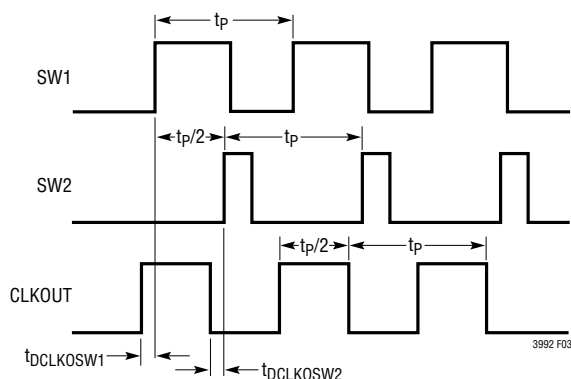 tP
SW1
tP/2
tP
SW2
tP/2
tP
CLKOUT
3992 F03
tDCLKOSW1
tDCLKOSW2